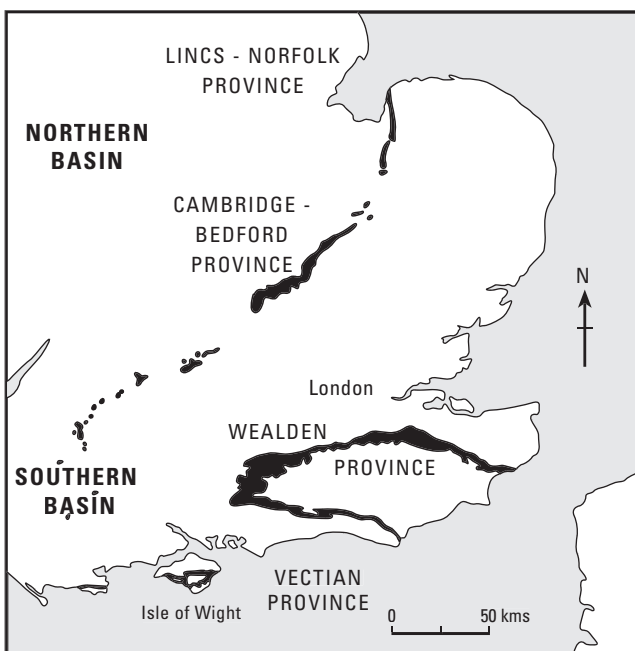 LINCS - NORFOLK
PROVINCE
NORTHERN
BASIN
CAMBRIDGE -
BEDFORD
PROVINCE
N
London
WEALDEN
PROVINCE
SOUTHERN
BASIN
VECTIAN
PROVINCE
Isle of Wight
0 50 kms